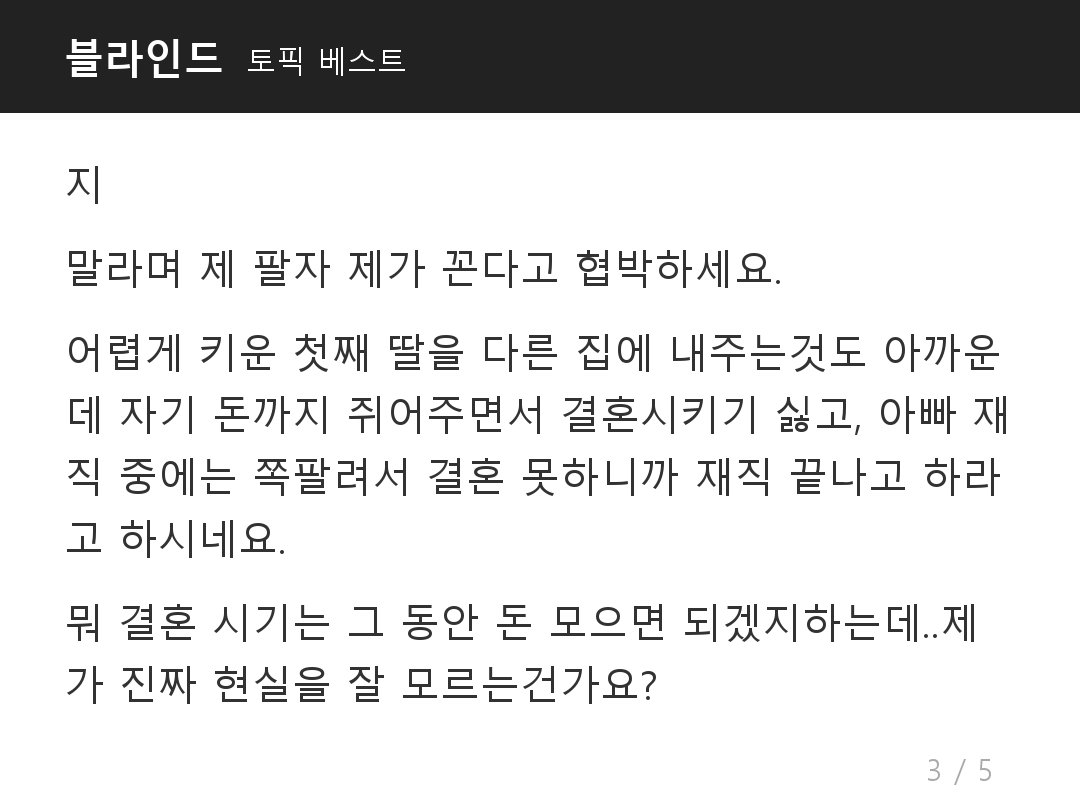 블라인드 토픽 베스트
지
말라며 제 팔자 제가 꼰다고 협박하세요.
어렵게 키운 첫째 딸을 다른 집에 내주는것도 아까운
데 자기 돈까지 쥐어주면서 결혼시키기 싫고, 아빠 재
직 중에는 쪽팔려서 결혼 못하니까 재직 끝나고 하라
고 하시네요.
뭐 결혼 시기는 그 동안 돈 모으면 되겠지하는데..제
가 진짜 현실을 잘 모르는건가요?
3 / 5